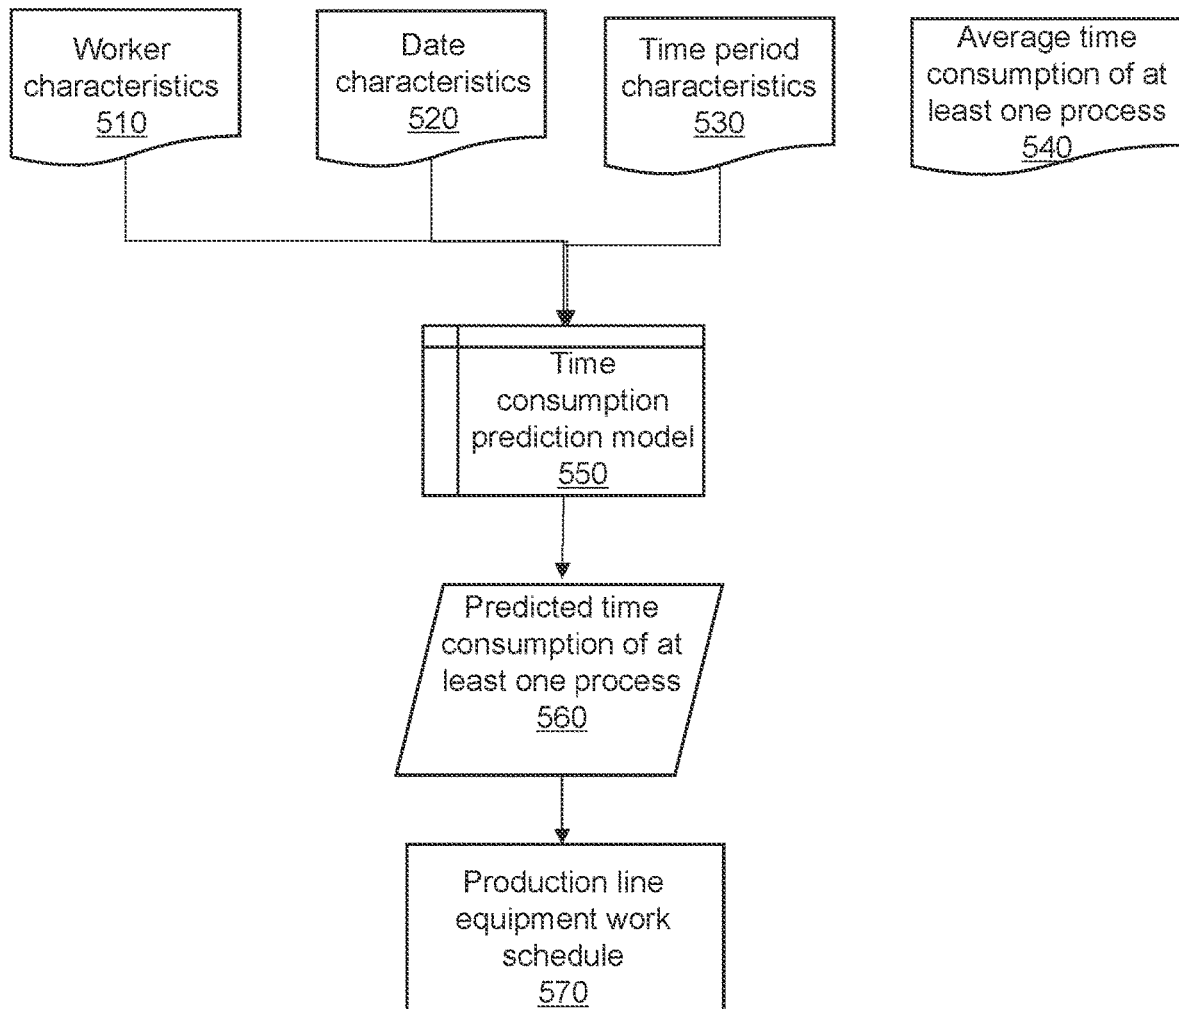 Worker
characteristics
510
Date
characteristics
520
Time period
characteristics
530
Average time
consumption of at
least one process
540
Time
consumption
prediction model
550
Predicted time
consumption of at
least one process
560
Production line
equipment work
schedule
570